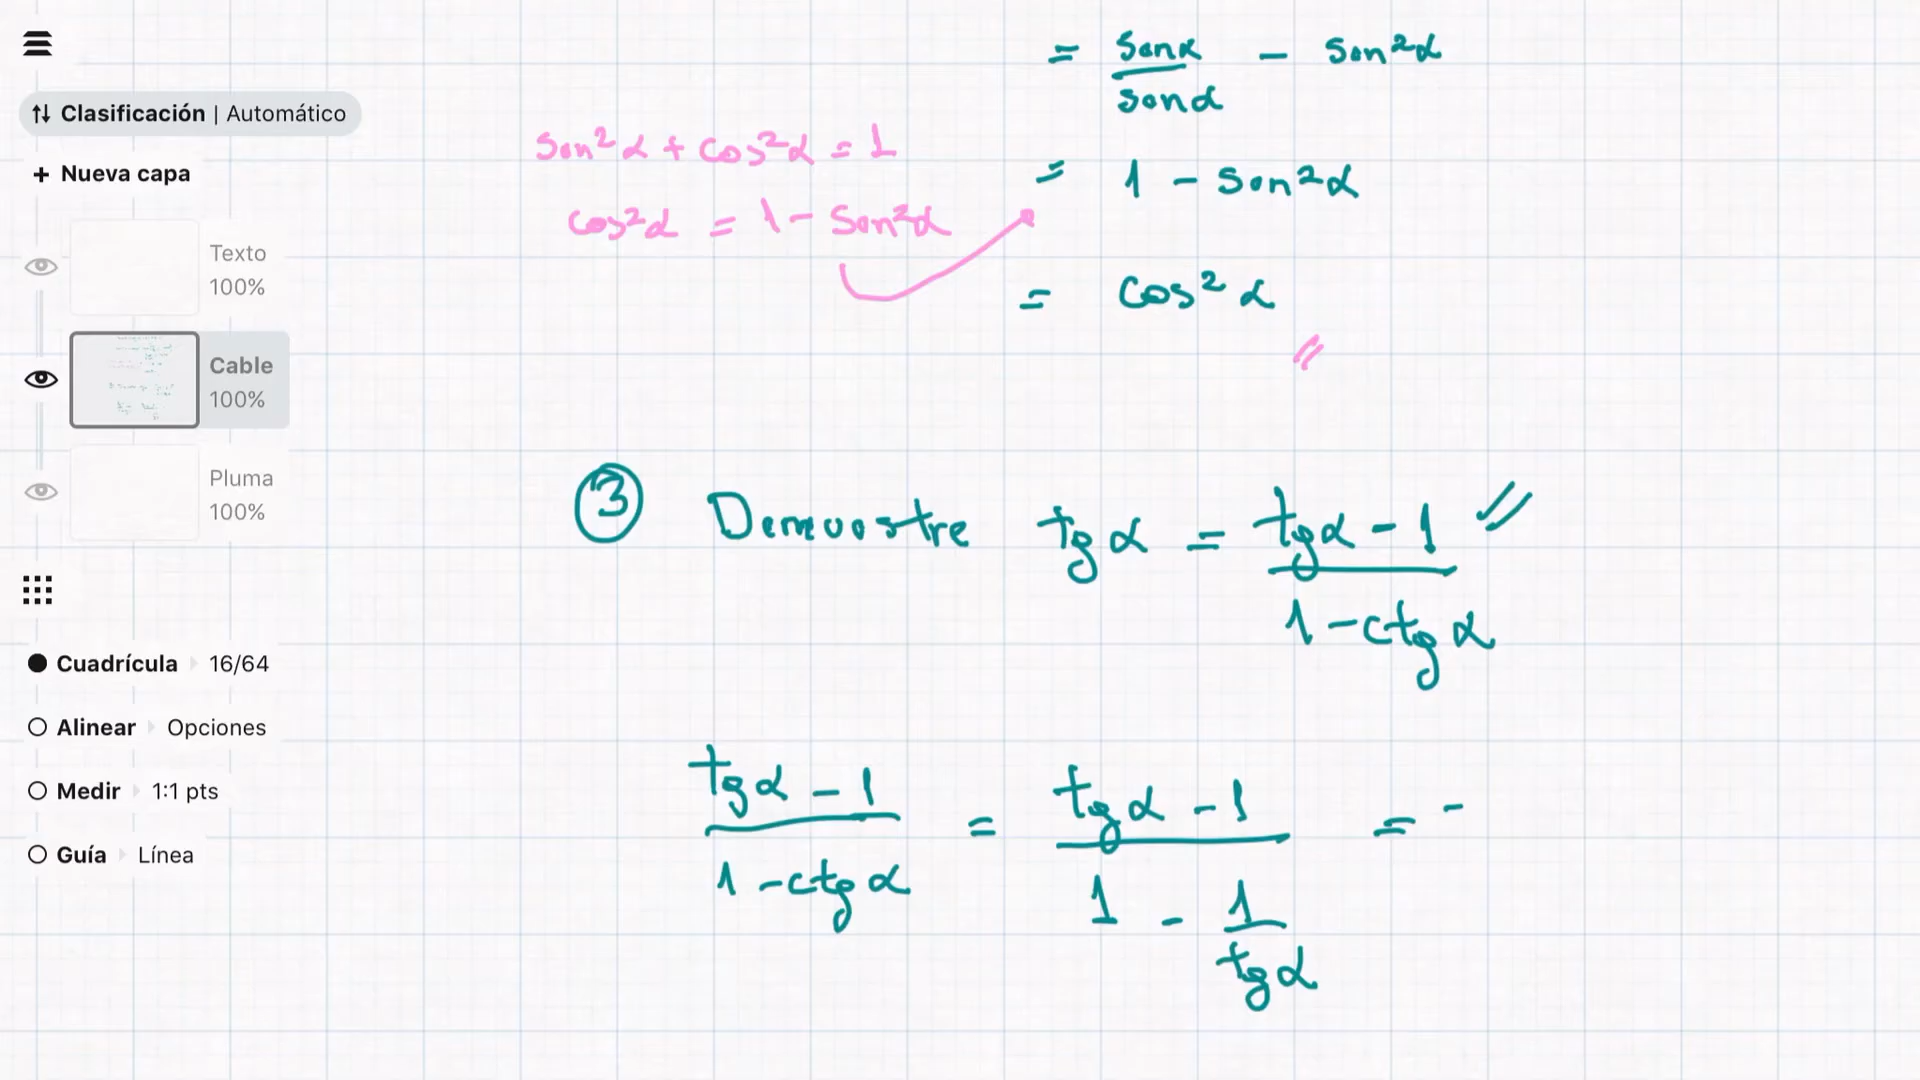 = senα/senα - sen²α
Clasificación | Automático
sen²α + cos²α = 1
= 1 - sen²α
+ Nueva capa
cos²α = 1 - sen²α
Texto
100%
= cos²α
Cable
100%
Pluma
100%
3 Demuestre tgα = (tgα - 1)/(1 - ctgα)
Cuadrícula 16/64
Alinear Opciones
Medir 1:1 pts
Guía Línea
(tgα - 1)/(1 - ctgα) = (tgα - 1)/(1 - 1/tgα) = -